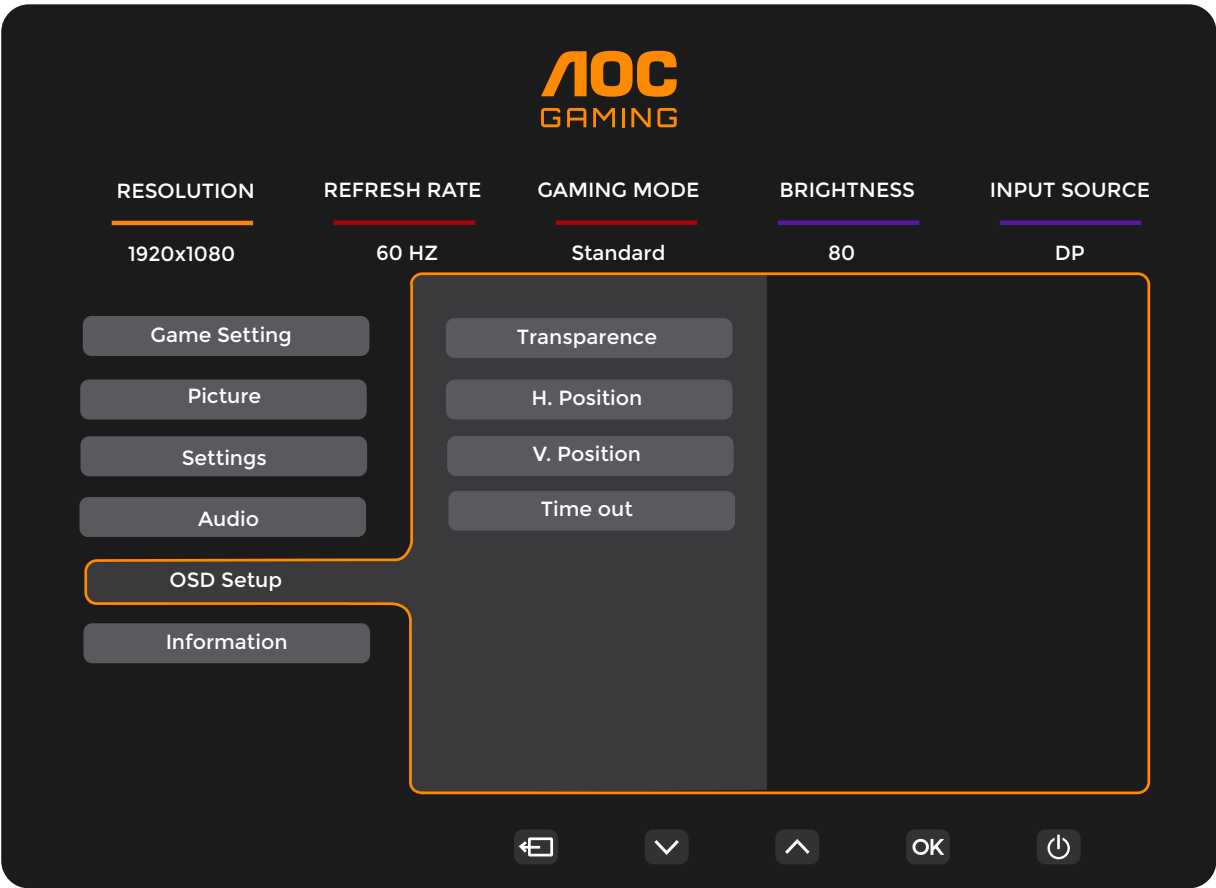 AOC
GAMING
RESOLUTION REFRESH RATE GAMING MODE BRIGHTNESS INPUT SOURCE
1920x1080 60 HZ Standard 80 DP
Game Setting
Picture
Settings
Audio
OSD Setup
Information
Transparence
H. Position
V. Position
Time out
OK